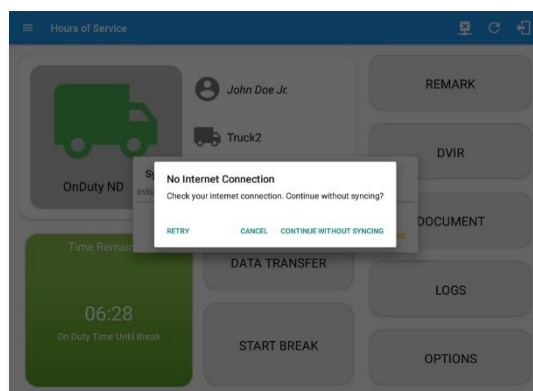 Hours of Service
John Doe Jr.
REMARK
Truck2
DVIR
OnDuty ND
No Internet Connection
Check your internet connection. Continue without syncing?
RETRY CANCEL CONTINUE WITHOUT SYNCING
DOCUMENT
DATA TRANSFER
LOGS
06:28
On Duty Time Until Break
START BREAK
OPTIONS